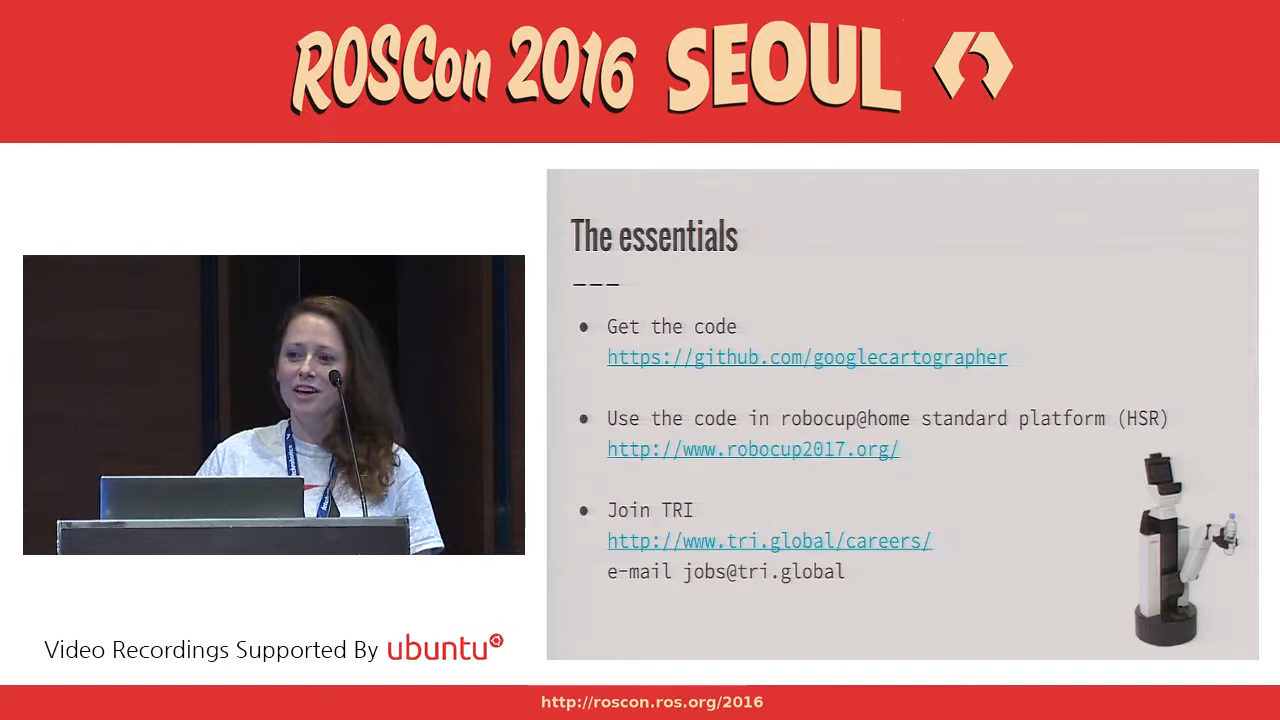 ROSCon 2016 SEOUL
The essentials
---
● Get the code
https://github.com/googlecartographer
● Use the code in robocup@home standard platform (HSR)
http://www.robocup2017.org/
● Join TRI
http://www.tri.global/careers/
e-mail jobs@tri.global
Video Recordings Supported By ubuntu
http://roscon.ros.org/2016